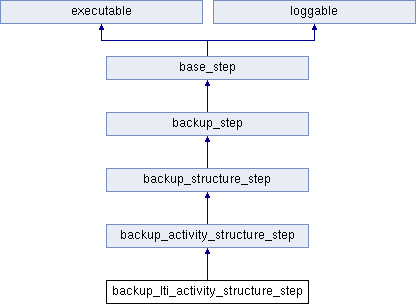 executable
loggable
base_step
backup_step
backup_structure_step
backup_activity_structure_step
backup_lti_activity_structure_step